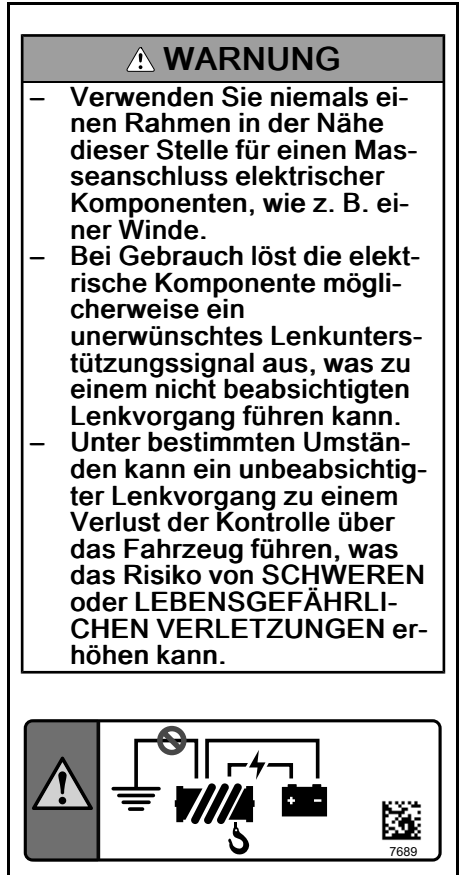 ⚠ WARNUNG
– Verwenden Sie niemals ei-
nen Rahmen in der Nähe
dieser Stelle für einen Mas-
seanschluss elektrischer
Komponenten, wie z. B. ei-
ner Winde.
– Bei Gebrauch löst die elekt-
rische Komponente mögli-
cherweise ein
unerwünschtes Lenkunters-
tützungssignal aus, was zu
einem nicht beabsichtigten
Lenkvorgang führen kann.
– Unter bestimmten Umstän-
den kann ein unbeabsichtig-
ter Lenkvorgang zu einem
Verlust der Kontrolle über
das Fahrzeug führen, was
das Risiko von SCHWEREN
oder LEBENSGEFÄHRLI-
CHEN VERLETZUNGEN er-
höhen kann.
+ -
7689